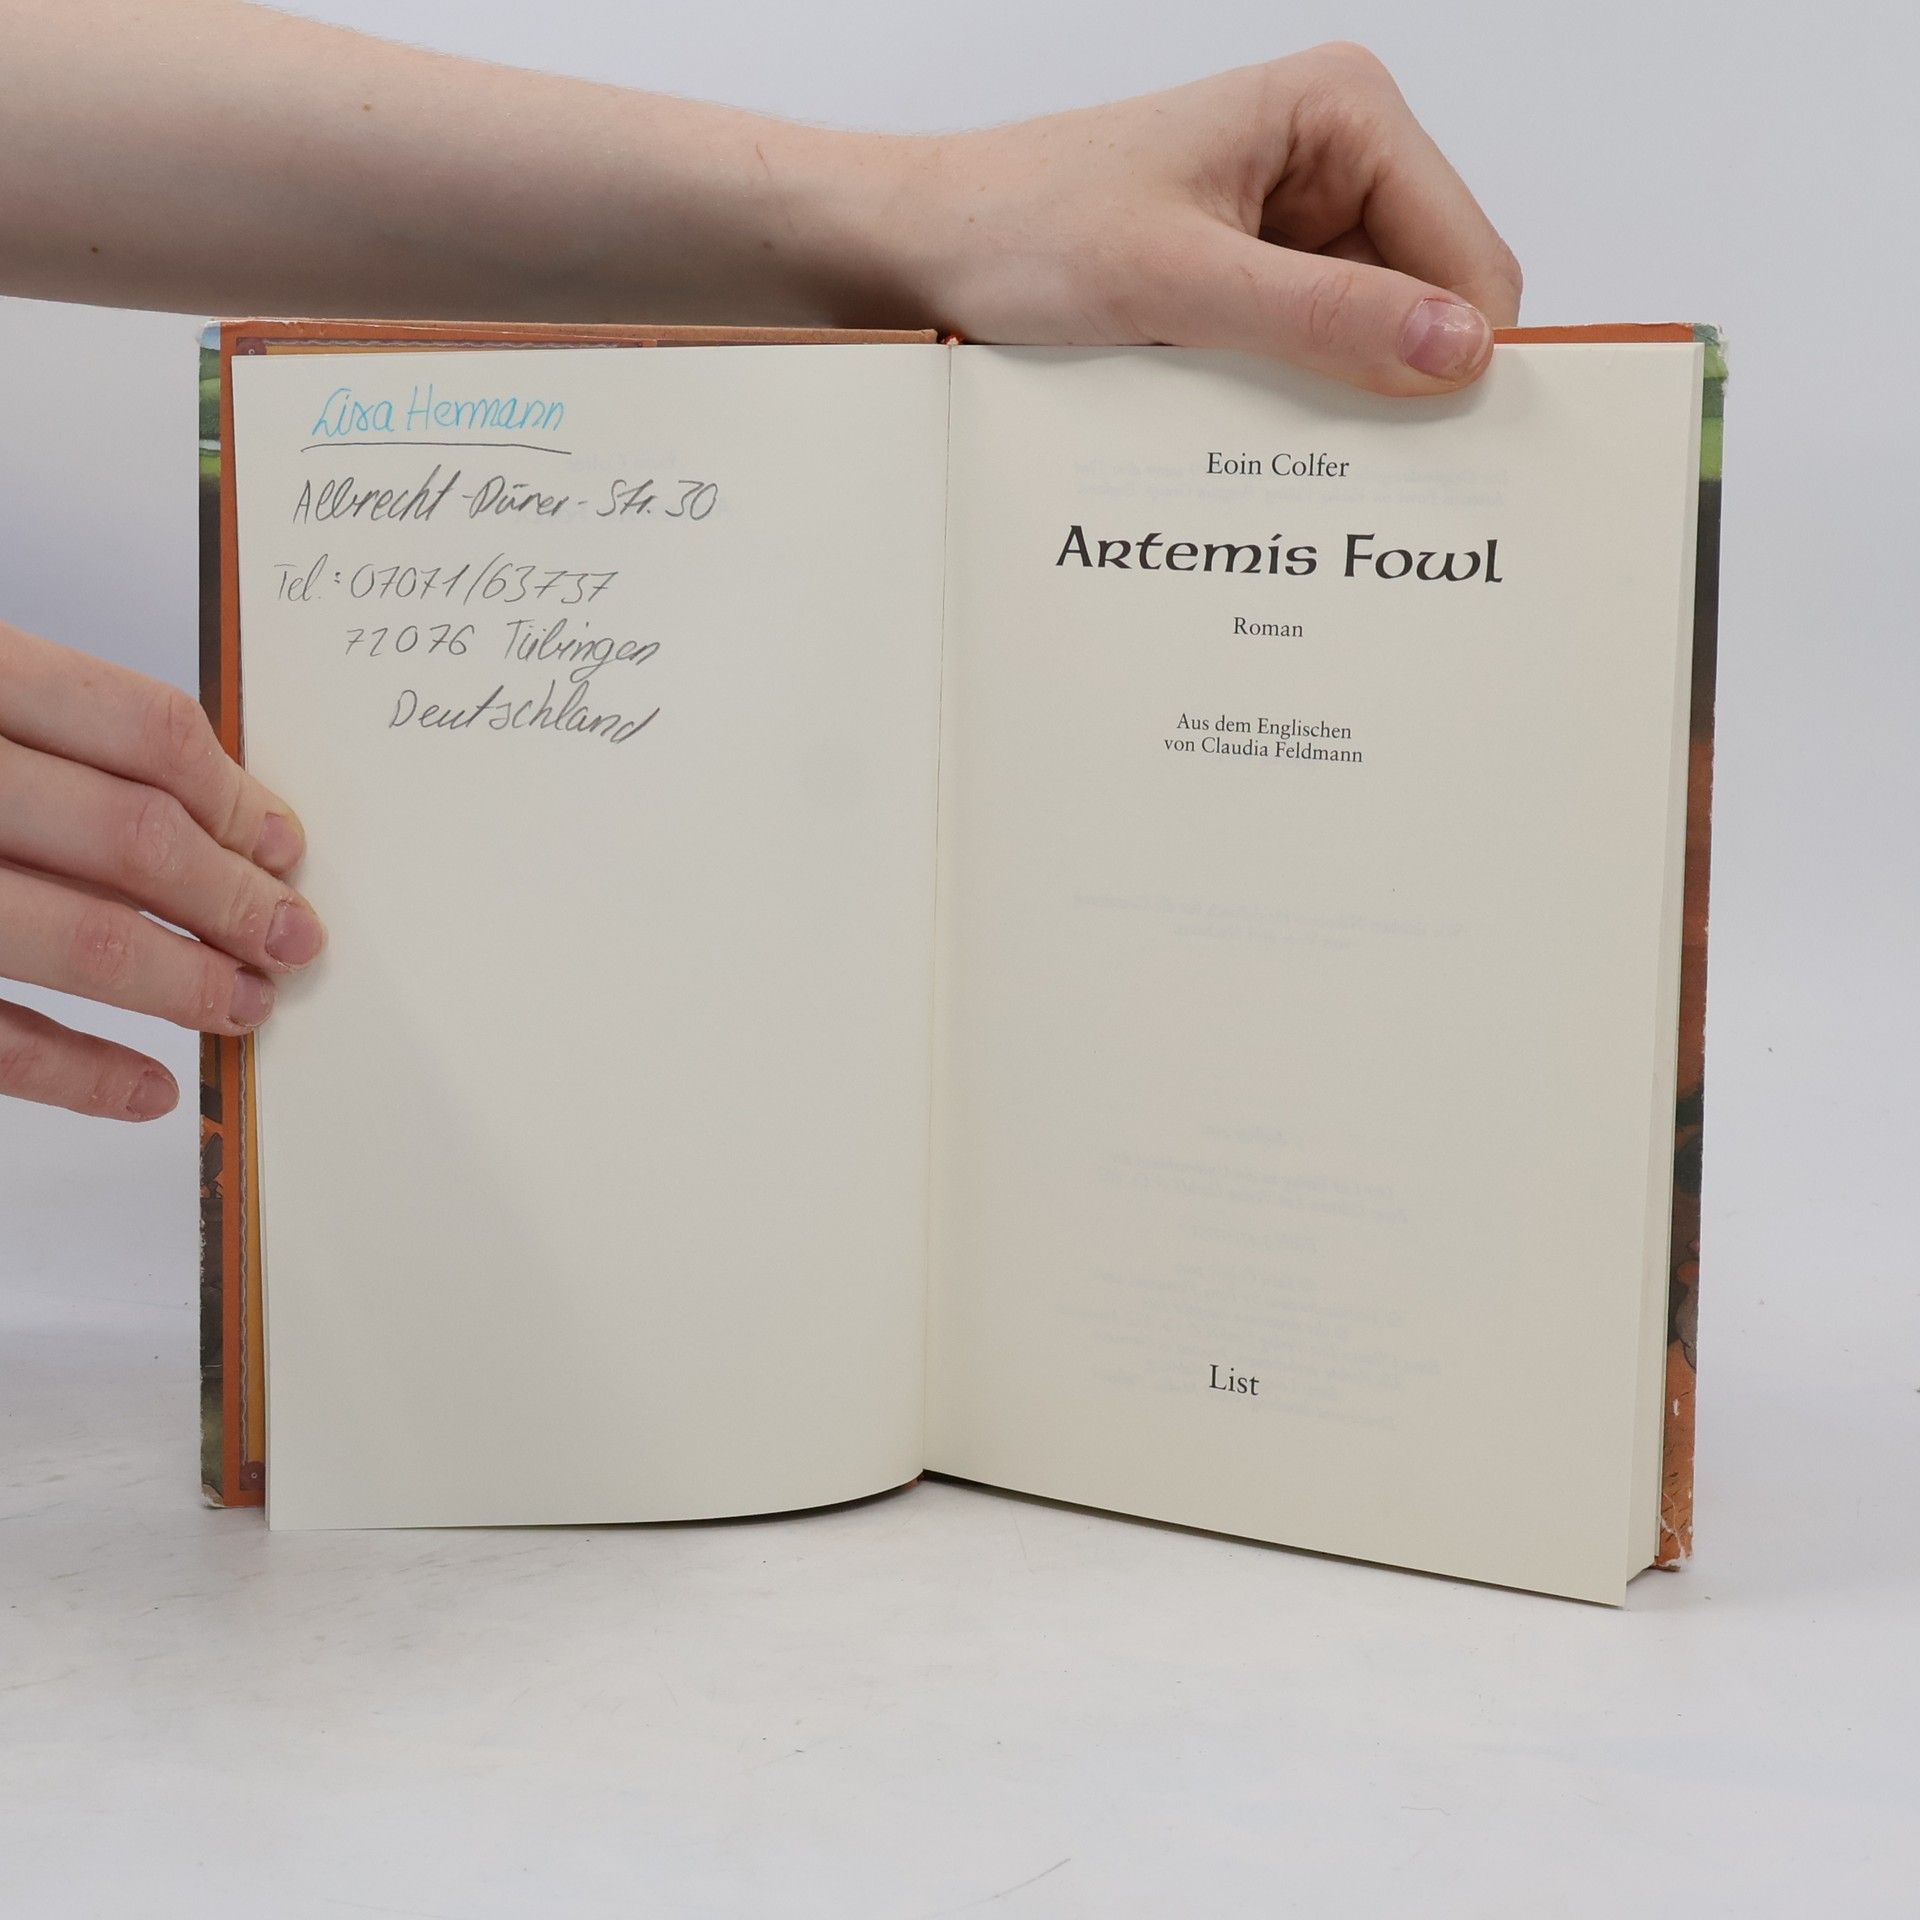 Lisa Hermann
Albrecht-Dürer-Str. 30
Tel.: 07071/63737
72076 Tübingen
Deutschland
Eoin Colfer
Artemis Fowl
Roman
Aus dem Englischen
von Claudia Feldmann
List